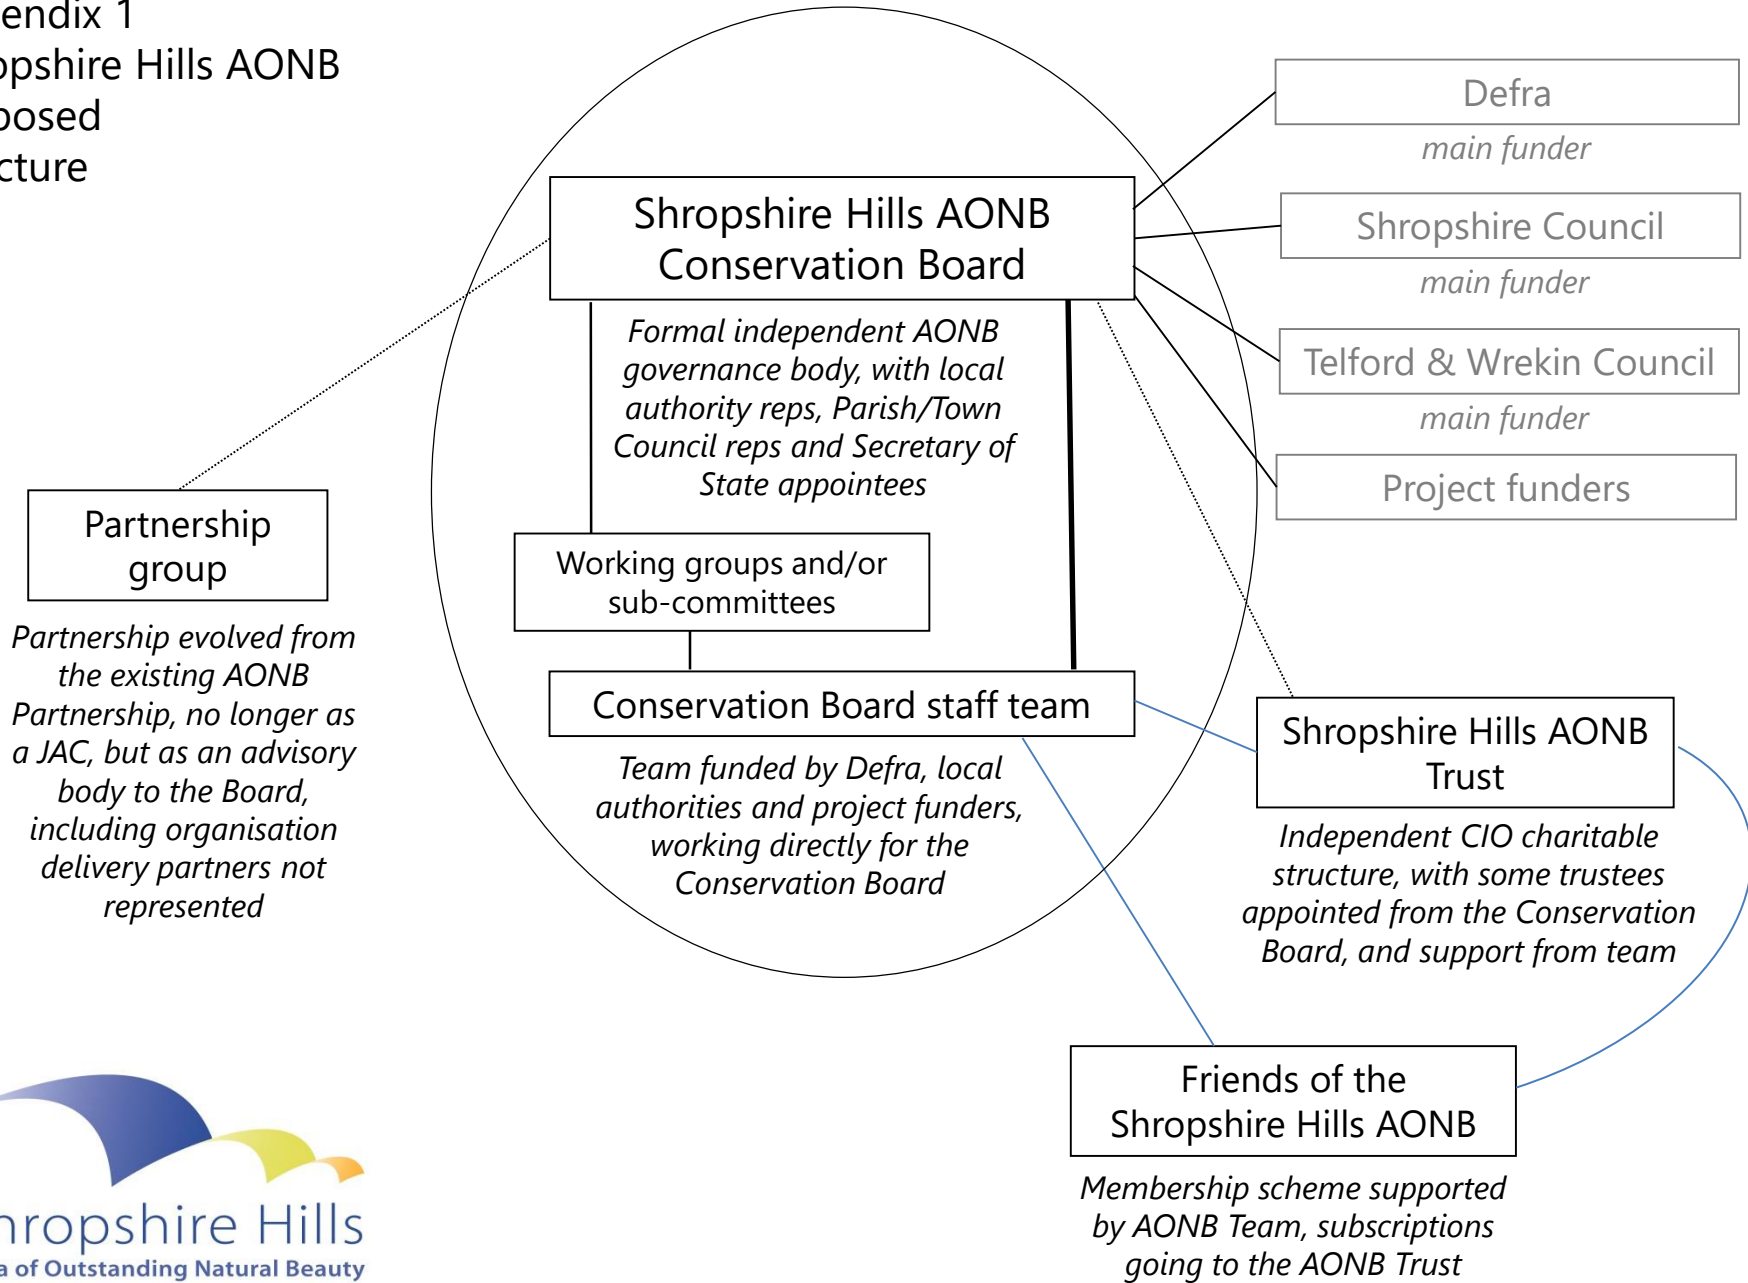 endix 1
opshire Hills AONB
posed
cture
Defra
main funder
Shropshire Council
main funder
Telford & Wrekin Council
main funder
Project funders
Shropshire Hills AONB
Conservation Board
Formal independent AONB
governance body, with local
authority reps, Parish/Town
Council reps and Secretary of
State appointees
Working groups and/or
sub-committees
Conservation Board staff team
Team funded by Defra, local
authorities and project funders,
working directly for the
Conservation Board
Partnership
group
Partnership evolved from
the existing AONB
Partnership, no longer as
a JAC, but as an advisory
body to the Board,
including organisation
delivery partners not
represented
Shropshire Hills AONB
Trust
Independent CIO charitable
structure, with some trustees
appointed from the Conservation
Board, and support from team
Friends of the
Shropshire Hills AONB
Membership scheme supported
by AONB Team, subscriptions
going to the AONB Trust
hropshire Hills
a of Outstanding Natural Beauty